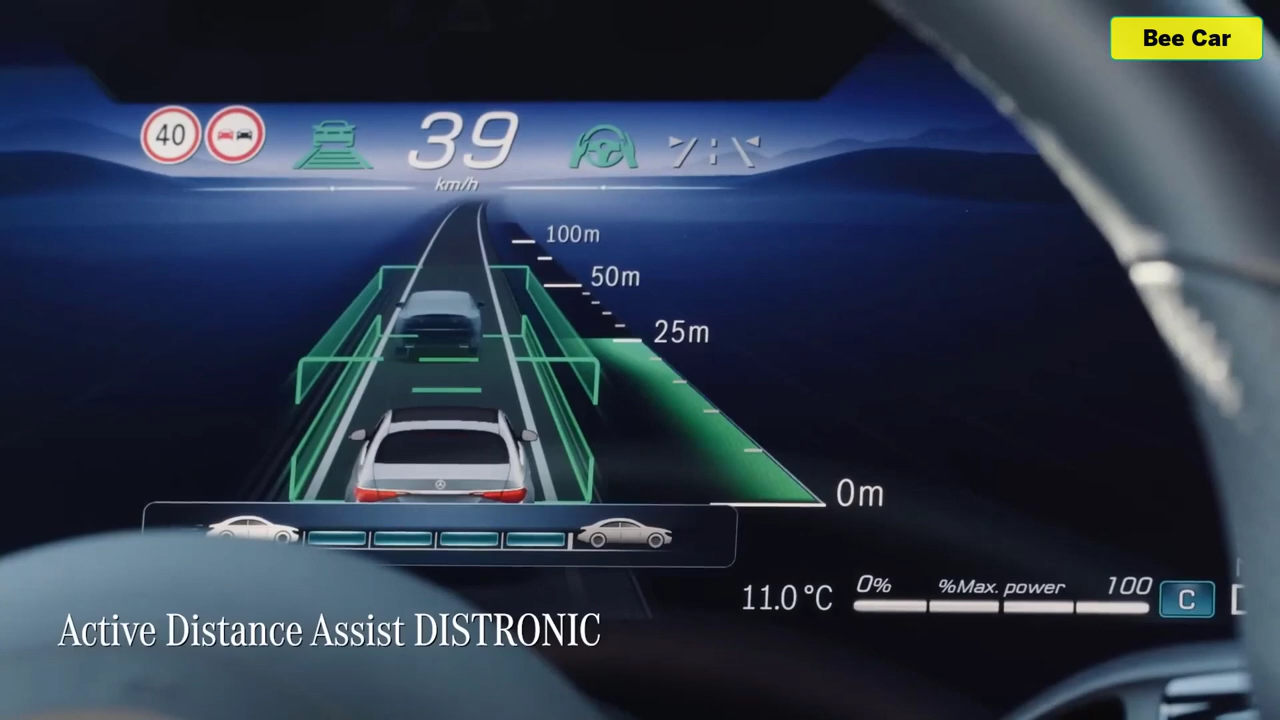 Bee Car
40
39
km/h
100m
50m
25m
0m
11.0 °C
0% %Max. power 100
C
Active Distance Assist DISTRONIC